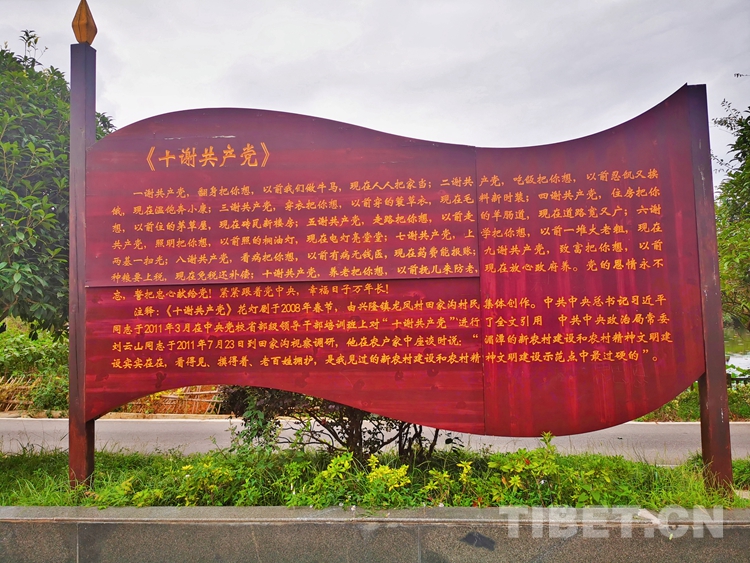 《十谢共产党》
一谢共产党，翻身把你想，以前我们做牛马，现在人人把家当；二谢共产党，吃饭把你想，以前忍饥又挨
饿，现在温饱奔小康；三谢共产党，穿衣把你想，以前穿的襞草衣，现在毛料新时装；四谢共产党，住房把你
想，以前住的茅草屋，现在砖瓦新楼房；五谢共产党，走路把你想，以前走的羊肠道，现在道路宽又广；六谢
共产党，照明把你想，以前照的桐油灯，现在电灯亮堂堂；七谢共产党，上学把你想，以前一堆大老粗，现在
两基一扫光；八谢共产党，看病把你想，以前有病无钱医，现在药费能报账；九谢共产党，致富把你想，以前
种粮要上税，现在免税还补偿；十谢共产党，养老把你想，以前抚儿来防老，现在放心政府养。党的恩情永不
忘，誓把忠心献给党！紧紧跟着党中央，幸福日子万年长！
注释：《十谢共产党》花灯剧于2008年春节，由兴隆镇龙凤村田家沟村民集体创作。中共中央总书记习近平
同志于2011年3月在中央党校省部级领导干部培训班上对“十谢共产党”进行了全文引用 中共中央政治局常委
刘云山同志于2011年7月23日到田家沟视察调研，他在农户家中座谈时说：“湄潭的新农村建设和农村精神文明建
设实实在在，看得见、摸得着、老百姓拥护，是我见过的新农村建设和农村精神文明建设示范点中最过硬的”。
TIBET.CN